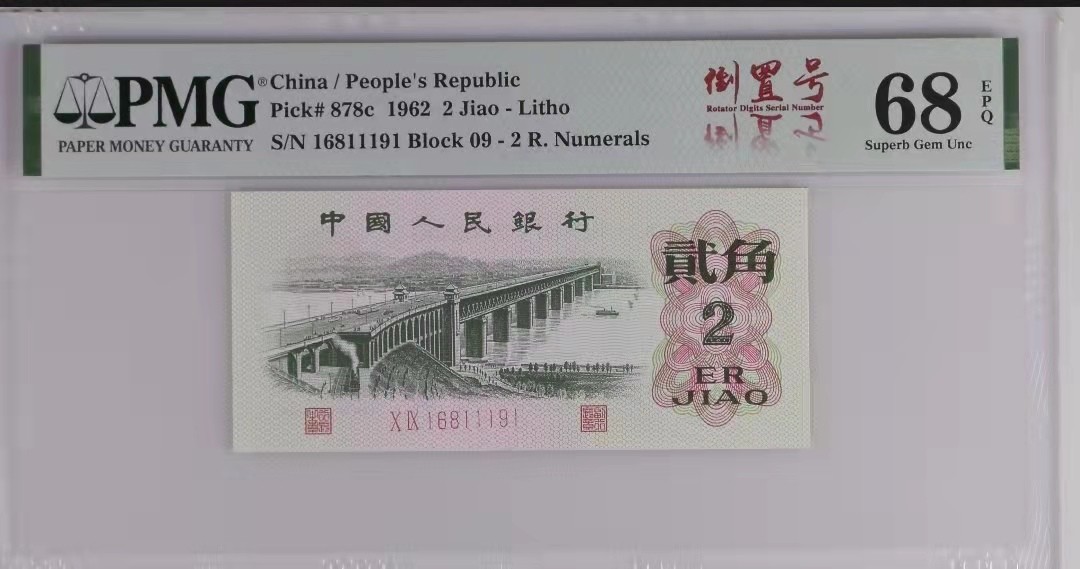 PMG®
PAPER MONEY GUARANTY
China / People's Republic
Pick# 878c 1962 2 Jiao - Litho
S/N 16811191 Block 09 - 2 R. Numerals
倒置号
Rotator Digits Serial Number
68
EPQ
Superb Gem Unc
中國人民銀行
貳角
2
ER
JIAO
X IX 16811191